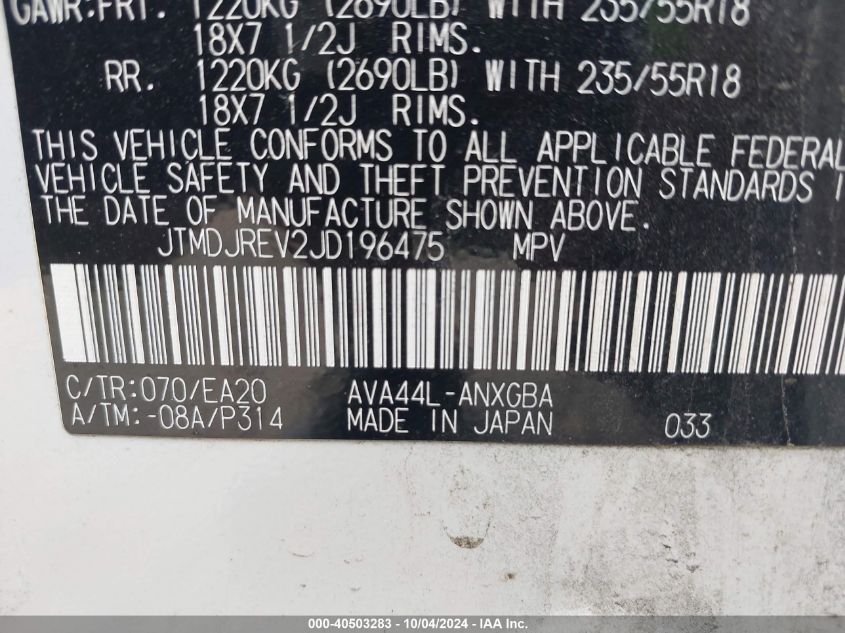 GAWR:FRT. 1220KG (2690LB) WITH 235/55R18
18X7 1/2J RIMS.
RR. 1220KG (2690LB) WITH 235/55R18
18X7 1/2J RIMS.
THIS VEHICLE CONFORMS TO ALL APPLICABLE FEDERAL
VEHICLE SAFETY AND THEFT PREVENTION STANDARDS I
THE DATE OF MANUFACTURE SHOWN ABOVE.
JTMDJREV2JD196475 MPV
C/TR:070/EA20 AVA44L-ANXGBA
A/TM:-08A/P314 MADE IN JAPAN 033
000-40503283 - 10/04/2024 - IAA Inc.